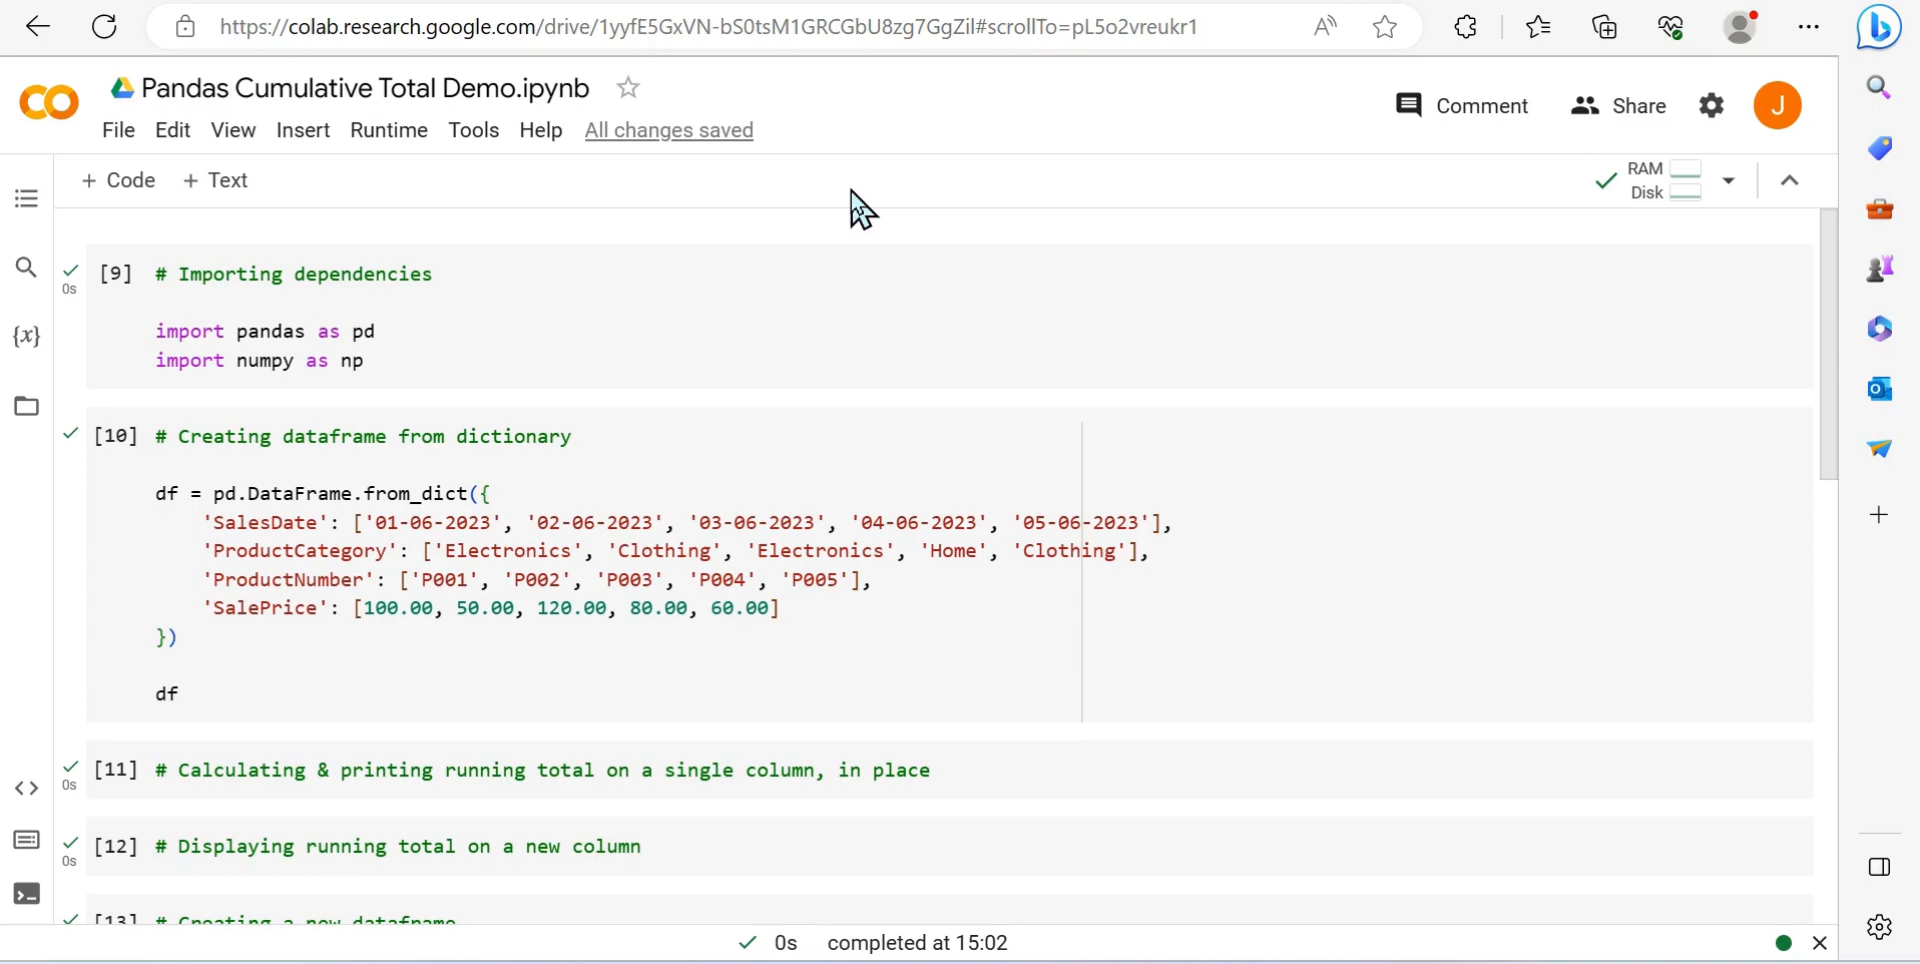 https://colab.research.google.com/drive/1yyfE5GxVN-bS0tsM1GRCGbU8zg7GgZil#scrollTo=pL5o2vreukr1
Pandas Cumulative Total Demo.ipynb
Comment Share J
File Edit View Insert Runtime Tools Help All changes saved
+ Code + Text
RAM
Disk
[9] # Importing dependencies
0s
import pandas as pd
import numpy as np
[10] # Creating dataframe from dictionary
df = pd.DataFrame.from_dict({
'SalesDate': ['01-06-2023', '02-06-2023', '03-06-2023', '04-06-2023', '05-06-2023'],
'ProductCategory': ['Electronics', 'Clothing', 'Electronics', 'Home', 'Clothing'],
'ProductNumber': ['P001', 'P002', 'P003', 'P004', 'P005'],
'SalePrice': [100.00, 50.00, 120.00, 80.00, 60.00]
})
df
[11] # Calculating & printing running total on a single column, in place
0s
[12] # Displaying running total on a new column
0s
[13] # Creating a new dataframe
0s completed at 15:02